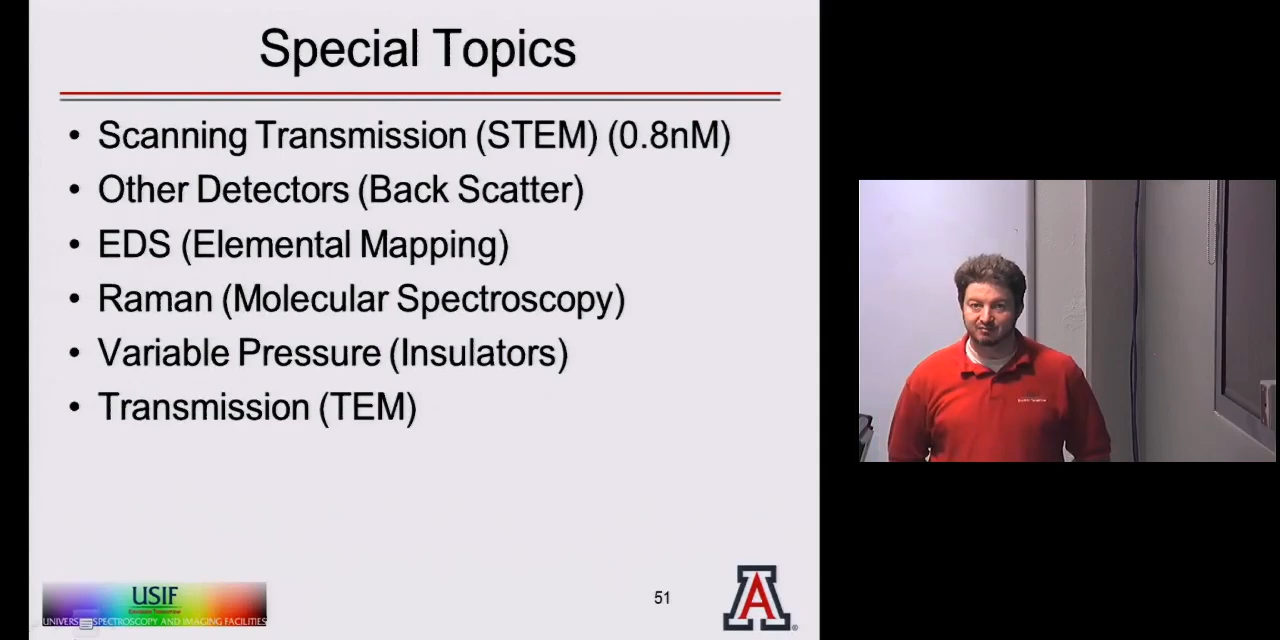 Special Topics
• Scanning Transmission (STEM) (0.8nM)
• Other Detectors (Back Scatter)
• EDS (Elemental Mapping)
• Raman (Molecular Spectroscopy)
• Variable Pressure (Insulators)
• Transmission (TEM)
USIF
SPECTROSCOPY AND IMAGING FACILITIES
51
A